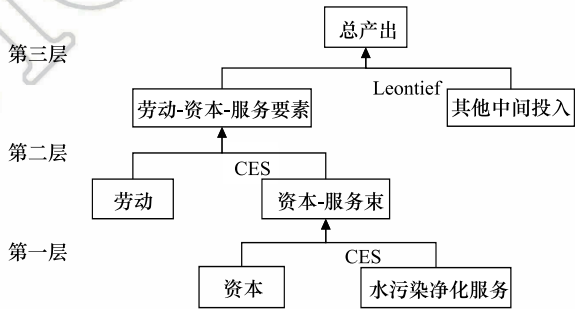 总产出
第三层
Leontief
劳动-资本-服务要素
其他中间投入
第二层
CES
劳动
资本-服务束
第一层
CES
资本
水污染净化服务